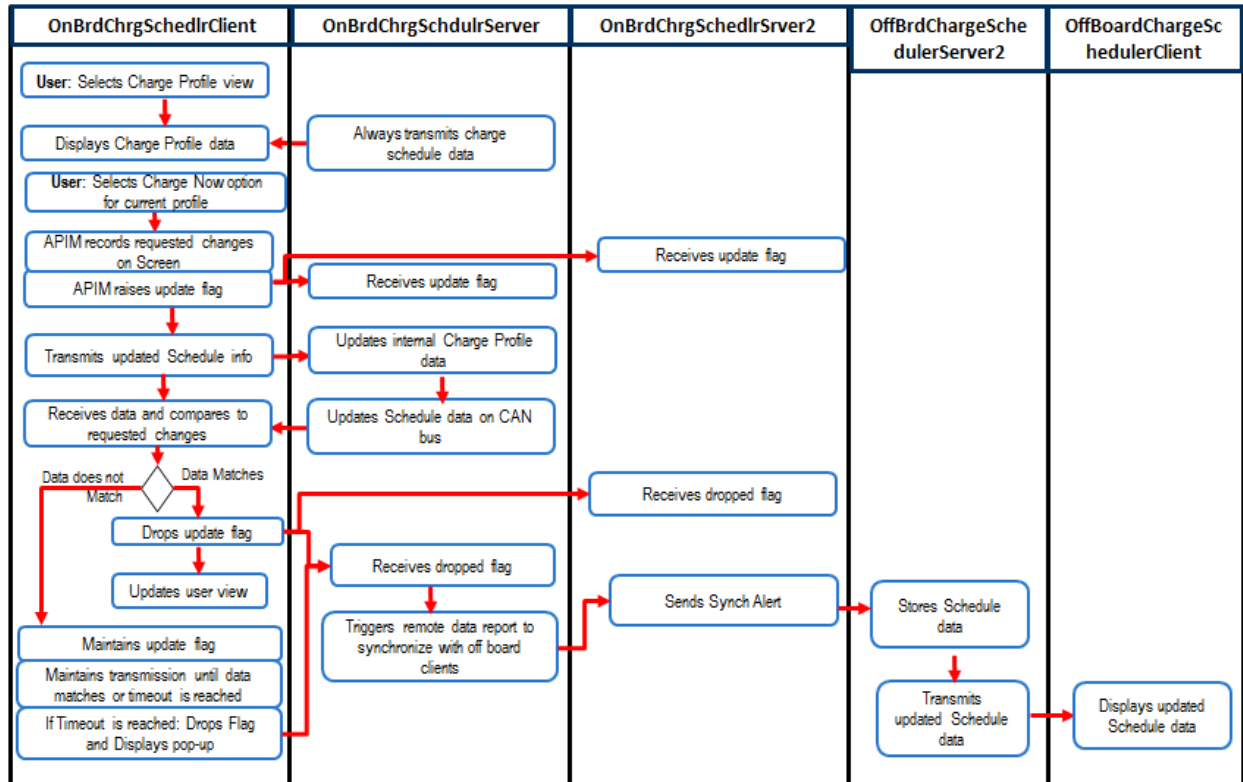 OnBrdChrgSchedlrClient
OnBrdChrgSchdulrServer
OnBrdChrgSchedlrSrver2
OffBrdChargeSche
dulerServer2
OffBoardChargeSc
hedulerClient
User: Selects Charge Profile view
Displays Charge Profile data
Always transmits charge
schedule data
User: Selects Charge Now option
for current profile
APIM records requested changes
on Screen
APIM raises update flag
Receives update flag
Receives update flag
Transmits updated Schedule info
Updates internal Charge Profile
data
Receives data and compares to
requested changes
Updates Schedule data on CAN
bus
Data does not
Match
Data Matches
Drops update flag
Receives dropped flag
Receives dropped flag
Updates user view
Triggers remote data report to
synchronize with off board
clients
Sends Synch Alert
Stores Schedule
data
Maintains update flag
Maintains transmission until data
matches or timeout is reached
If Timeout is reached: Drops Flag
and Displays pop-up
Transmits
updated Schedule
data
Displays updated
Schedule data